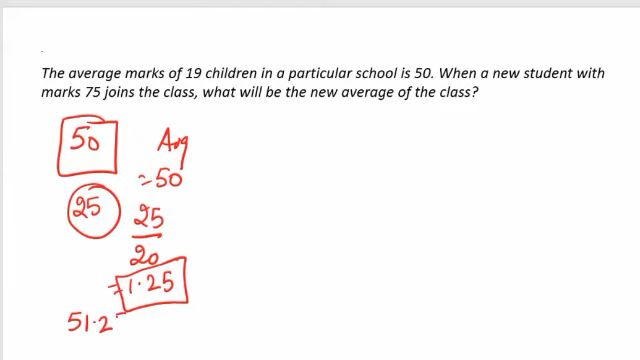 The average marks of 19 children in a particular school is 50. When a new student with
marks 75 joins the class, what will be the new average of the class?
50
Avg
=50
25
25
20
=1.25
51.2